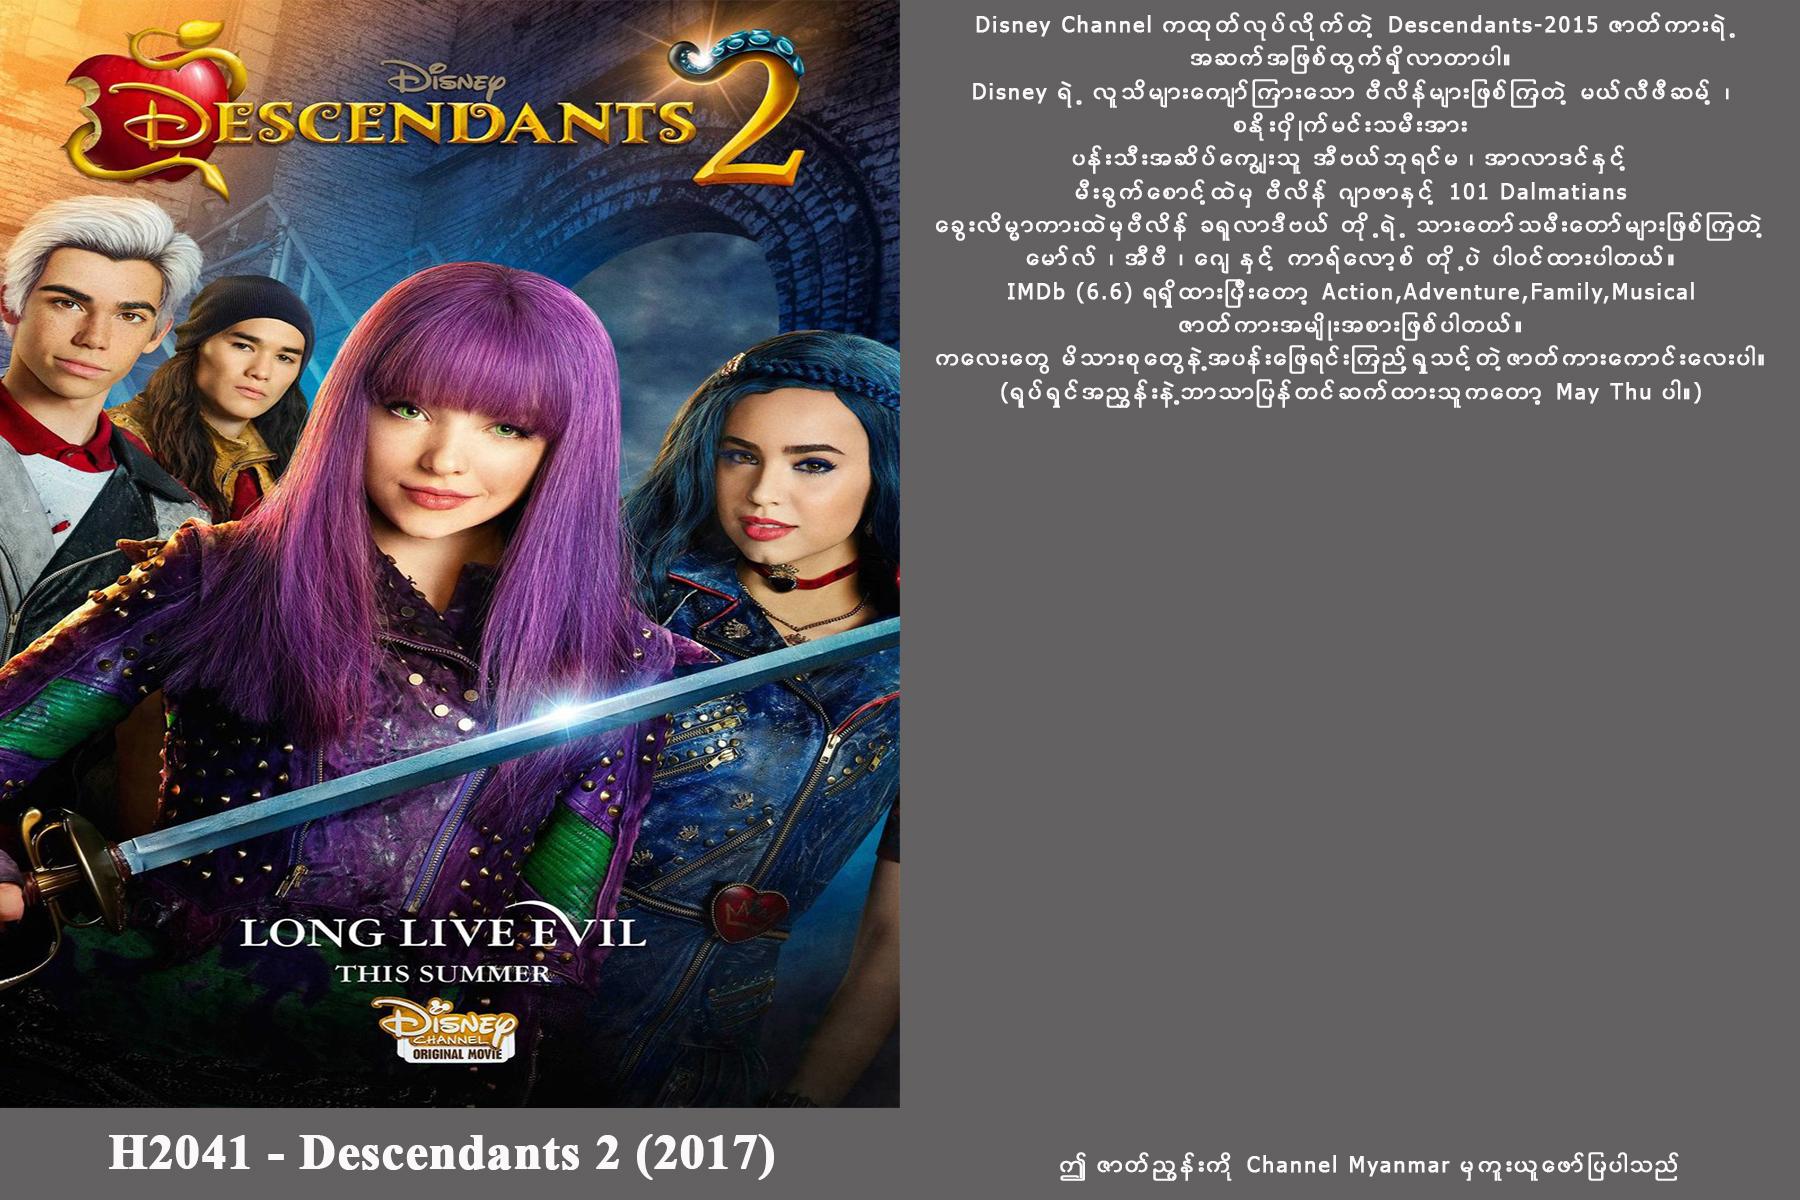 DISNEY
DESCENDANTS 2
LONG LIVE EVIL
THIS SUMMER
DISNEY
CHANNEL
ORIGINAL MOVIE
H2041 - Descendants 2 (2017)
Disney Channel ကထုတ်လုပ်လိုက်တဲ့ Descendants-2015 ဇာတ်ကားရဲ့
အဆက်အဖြစ်ထွက်ရှိလာတာပါ။
Disney ရဲ့ လူသိများကျော်ကြားသော ဗီလိန်များဖြစ်ကြတဲ့ မယ်လီဖီဆမ့် ၊
စနိုးဝှိုက်မင်းသမီးအား
ပန်းသီးအဆိပ်ကျွေးသူ အီဗယ်ဘုရင်မ ၊ အာလာဒင်နှင့်
မီးခွက်စောင့်ထဲမှ ဗီလိန် ဂျာဖာနှင့် 101 Dalmatians
ခွေးလိမ္မာကားထဲမှဗီလိန် ခရူလာဒီဗယ် တို့ရဲ့ သားတော်သမီးတော်များဖြစ်ကြတဲ့
မော်လ် ၊ အီဗီ ၊ ဂျေ နှင့် ကာရ်လော့စ် တို့ပဲ ပါဝင်ထားပါတယ်။
IMDb (6.6) ရရှိထားပြီးတော့ Action,Adventure,Family,Musical
ဇာတ်ကားအမျိုးအစားဖြစ်ပါတယ်။
ကလေးတွေ မိသားစုတွေနဲ့အပန်းဖြေရင်းကြည့်ရှုသင့်တဲ့ဇာတ်ကားကောင်းလေးပါ။
(ရုပ်ရှင်အညွှန်းနဲ့ဘာသာပြန်တင်ဆက်ထားသူကတော့ May Thu ပါ။)
ဤ ဇာတ်ညွှန်းကို Channel Myanmar မှကူးယူဖော်ပြပါသည်